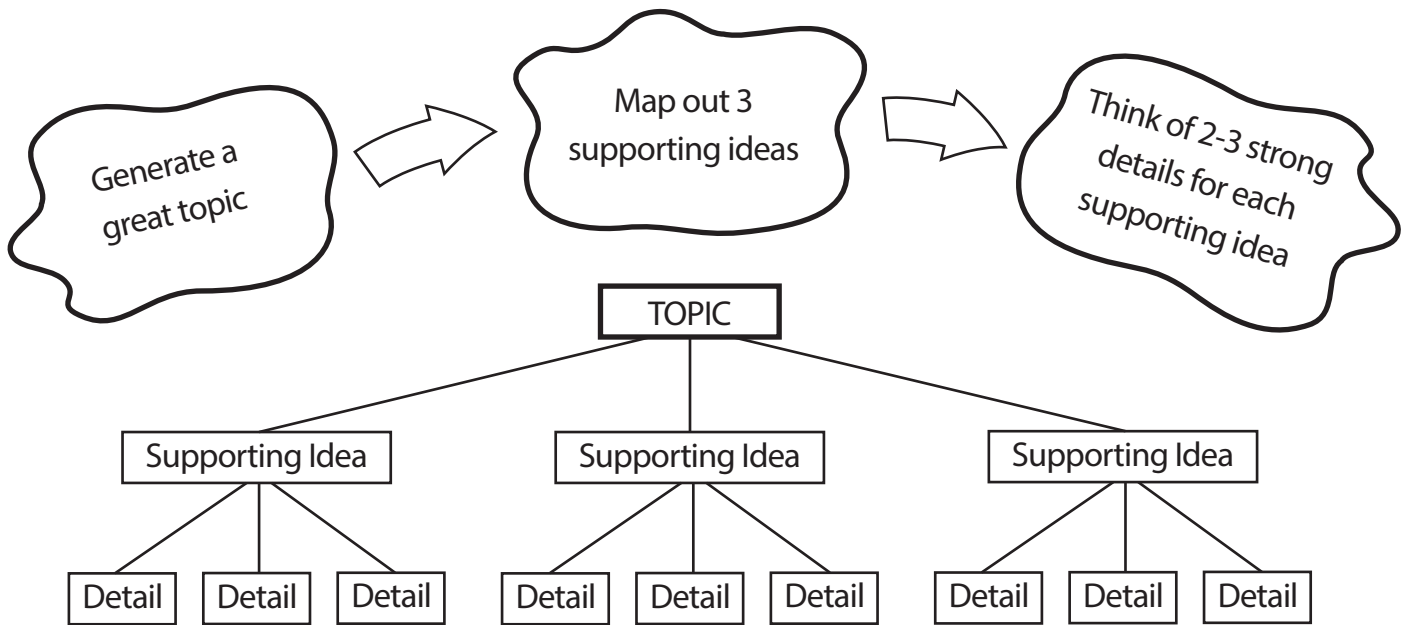 Generate a
great topic
Map out 3
supporting ideas
Think of 2-3 strong
details for each
supporting idea
TOPIC
Supporting Idea
Supporting Idea
Supporting Idea
Detail
Detail
Detail
Detail
Detail
Detail
Detail
Detail
Detail